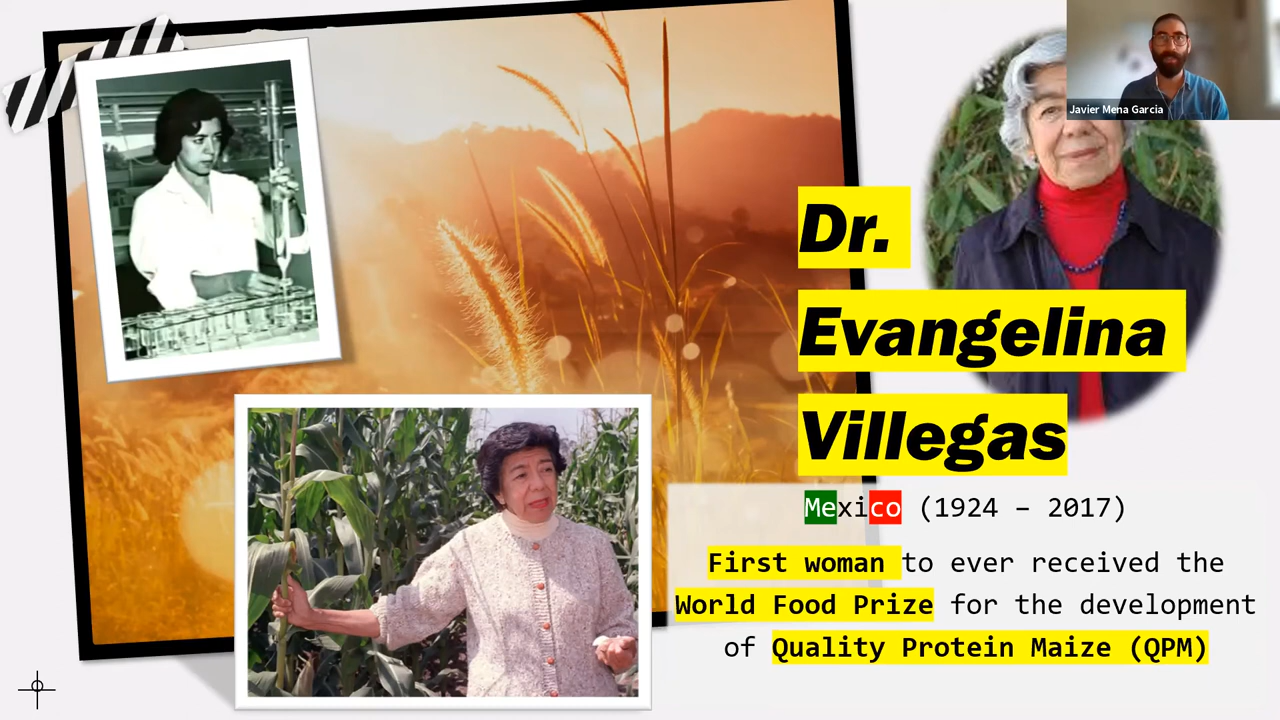 Javier Mena Garcia
Dr.
Evangelina
Villegas
Mexico (1924 – 2017)
First woman to ever received the
World Food Prize for the development
of Quality Protein Maize (QPM)